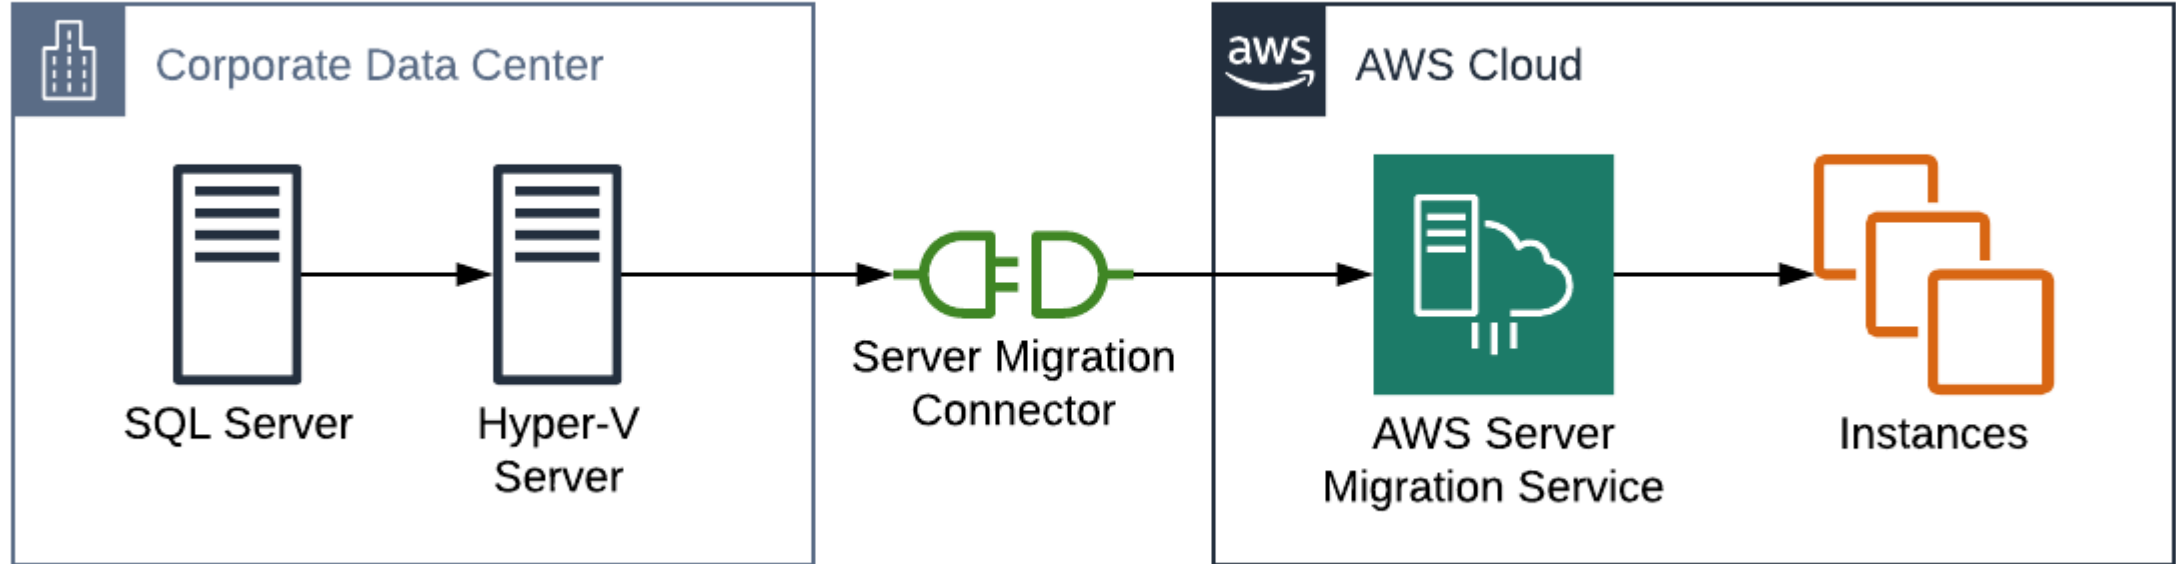 Corporate Data Center
aws
AWS Cloud
SQL Server
Hyper-V
Server
Server Migration
Connector
AWS Server
Migration Service
Instances